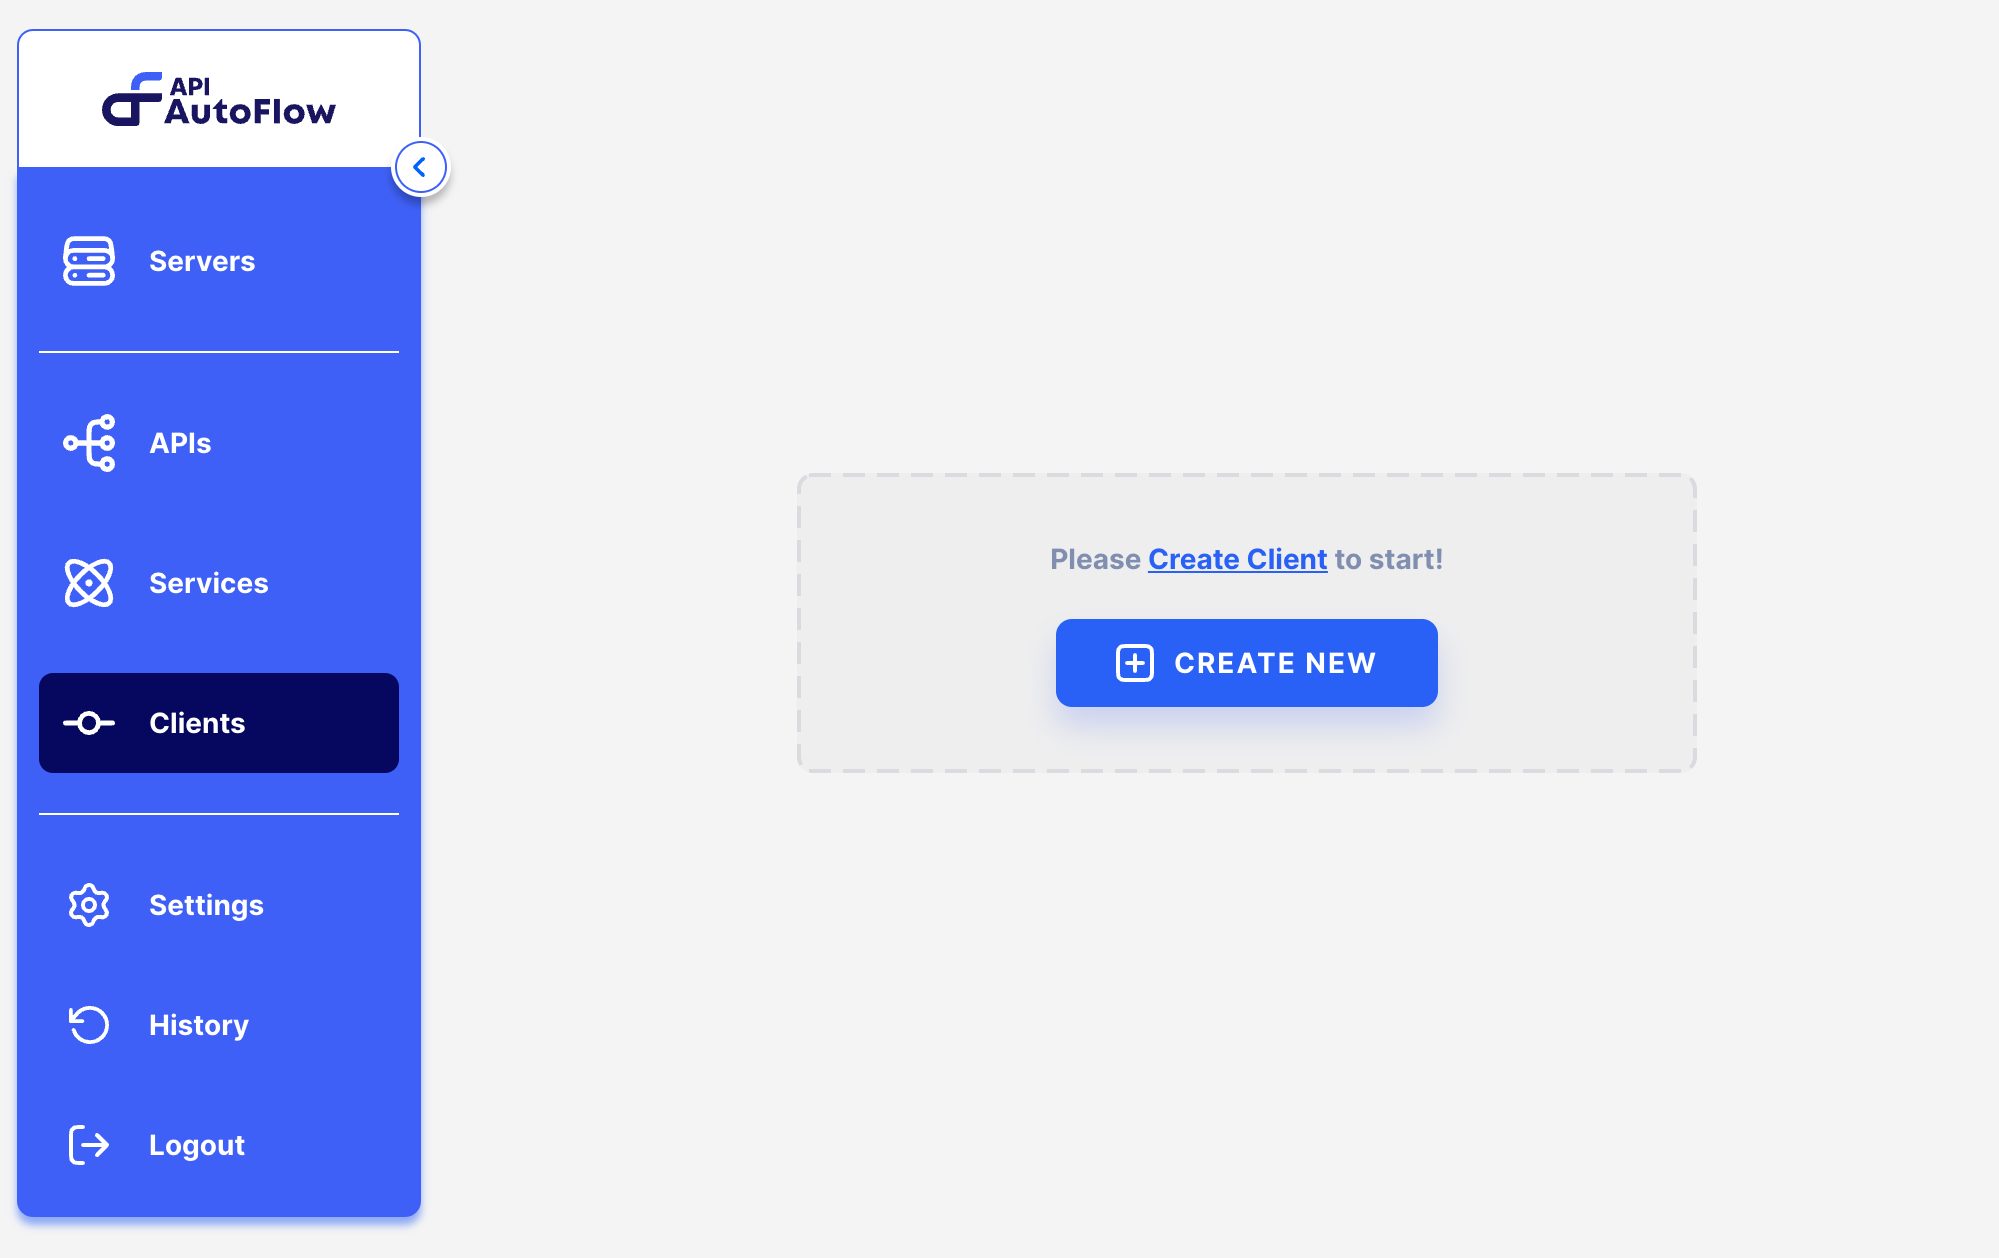 API
AutoFlow
Servers
APIs
Services
Clients
Settings
History
Logout
Please Create Client to start!
CREATE NEW